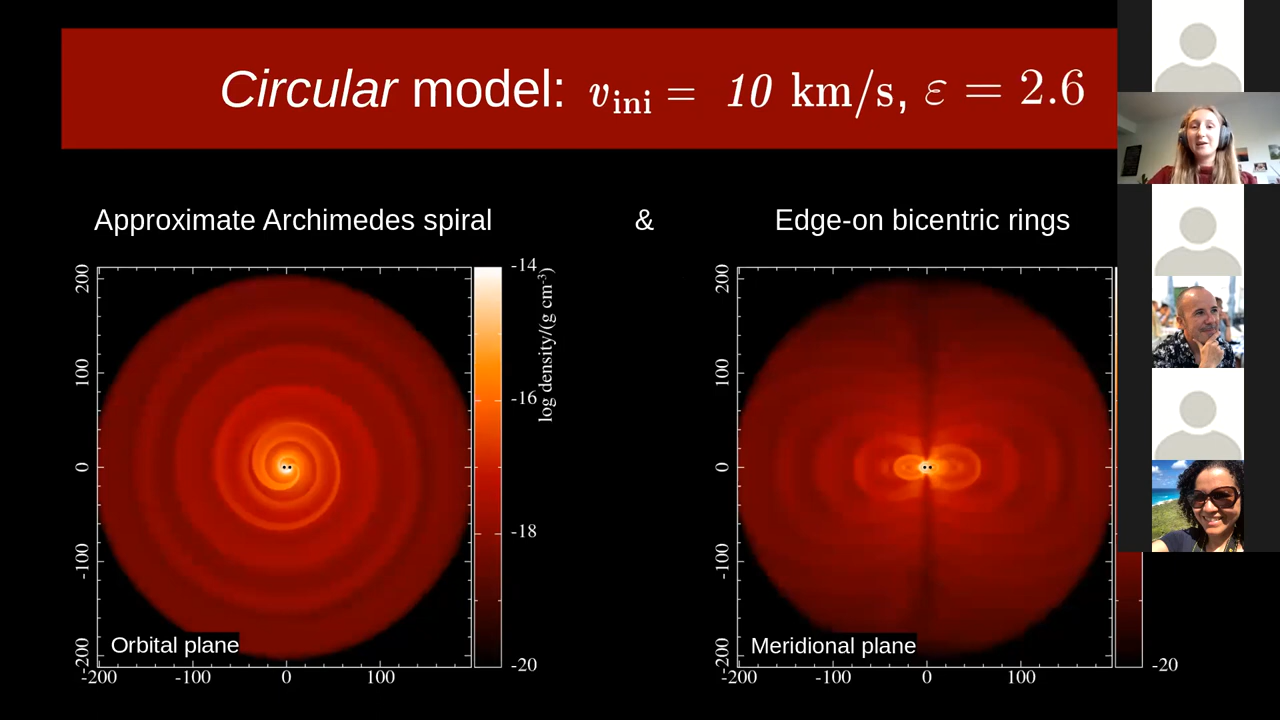 Circular model: v_ini = 10 km/s, ε = 2.6
Approximate Archimedes spiral & Edge-on bicentric rings
200
100
0
-100
-200
-200 -100 0 100
Orbital plane
-14
-16
-18
-20
log density/(g cm⁻³)
200
100
0
-100
-200
-200 -100 0 100
Meridional plane
-20